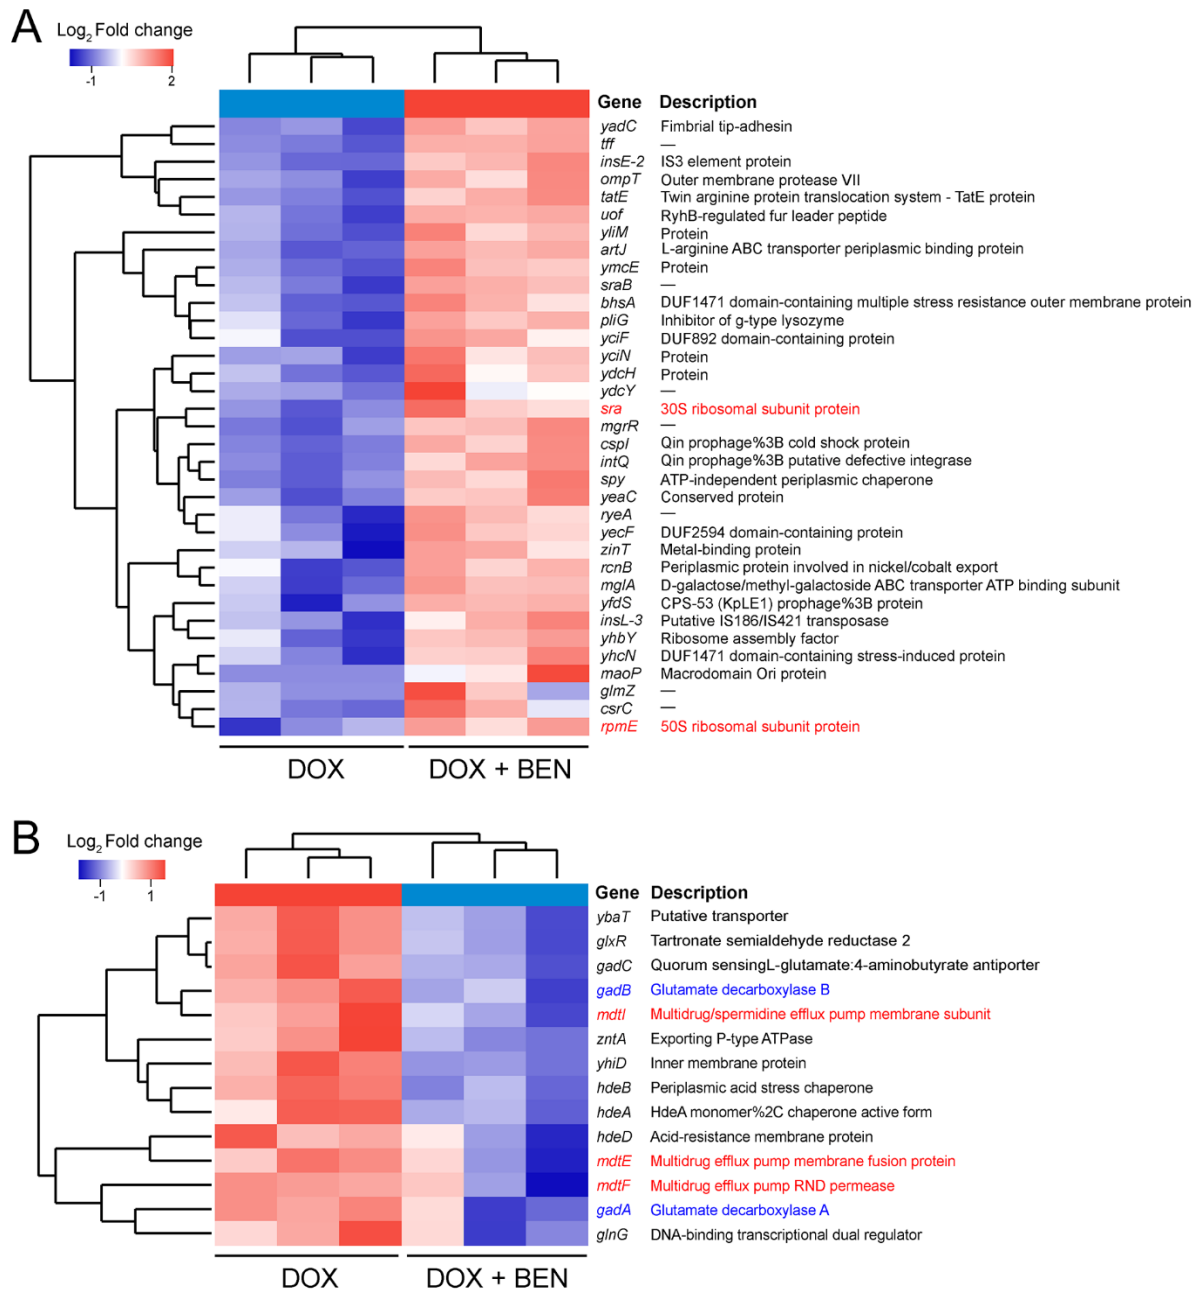 A
Log2 Fold change
-1 2
Gene Description
yadC Fimbrial tip-adhesin
tff —
insE-2 IS3 element protein
ompT Outer membrane protease VII
tatE Twin arginine protein translocation system - TatE protein
uof RyhB-regulated fur leader peptide
yliM Protein
artJ L-arginine ABC transporter periplasmic binding protein
ymcE Protein
sraB —
bhsA DUF1471 domain-containing multiple stress resistance outer membrane protein
pliG Inhibitor of g-type lysozyme
yciF DUF892 domain-containing protein
yciN Protein
ydcH Protein
ydcY —
sra 30S ribosomal subunit protein
mgrR —
cspI Qin prophage%3B cold shock protein
intQ Qin prophage%3B putative defective integrase
spy ATP-independent periplasmic chaperone
yeaC Conserved protein
ryeA —
yecF DUF2594 domain-containing protein
zinT Metal-binding protein
rcnB Periplasmic protein involved in nickel/cobalt export
mglA D-galactose/methyl-galactoside ABC transporter ATP binding subunit
yfdS CPS-53 (KpLE1) prophage%3B protein
insL-3 Putative IS186/IS421 transposase
yhbY Ribosome assembly factor
yhcN DUF1471 domain-containing stress-induced protein
maoP Macrodomain Ori protein
glmZ —
csrC —
rpmE 50S ribosomal subunit protein
DOX DOX + BEN
B
Log2 Fold change
-1 1
Gene Description
ybaT Putative transporter
glxR Tartronate semialdehyde reductase 2
gadC Quorum sensingL-glutamate:4-aminobutyrate antiporter
gadB Glutamate decarboxylase B
mdtI Multidrug/spermidine efflux pump membrane subunit
zntA Exporting P-type ATPase
yhiD Inner membrane protein
hdeB Periplasmic acid stress chaperone
hdeA HdeA monomer%2C chaperone active form
hdeD Acid-resistance membrane protein
mdtE Multidrug efflux pump membrane fusion protein
mdtF Multidrug efflux pump RND permease
gadA Glutamate decarboxylase A
glnG DNA-binding transcriptional dual regulator
DOX DOX + BEN